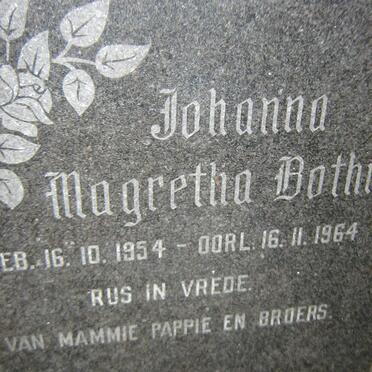 Johanna
Magretha Both
EB. 16. 10. 1954 - OORL. 16. 11. 1964
RUS IN VREDE.
VAN MAMMIE PAPPIE EN BROERS.